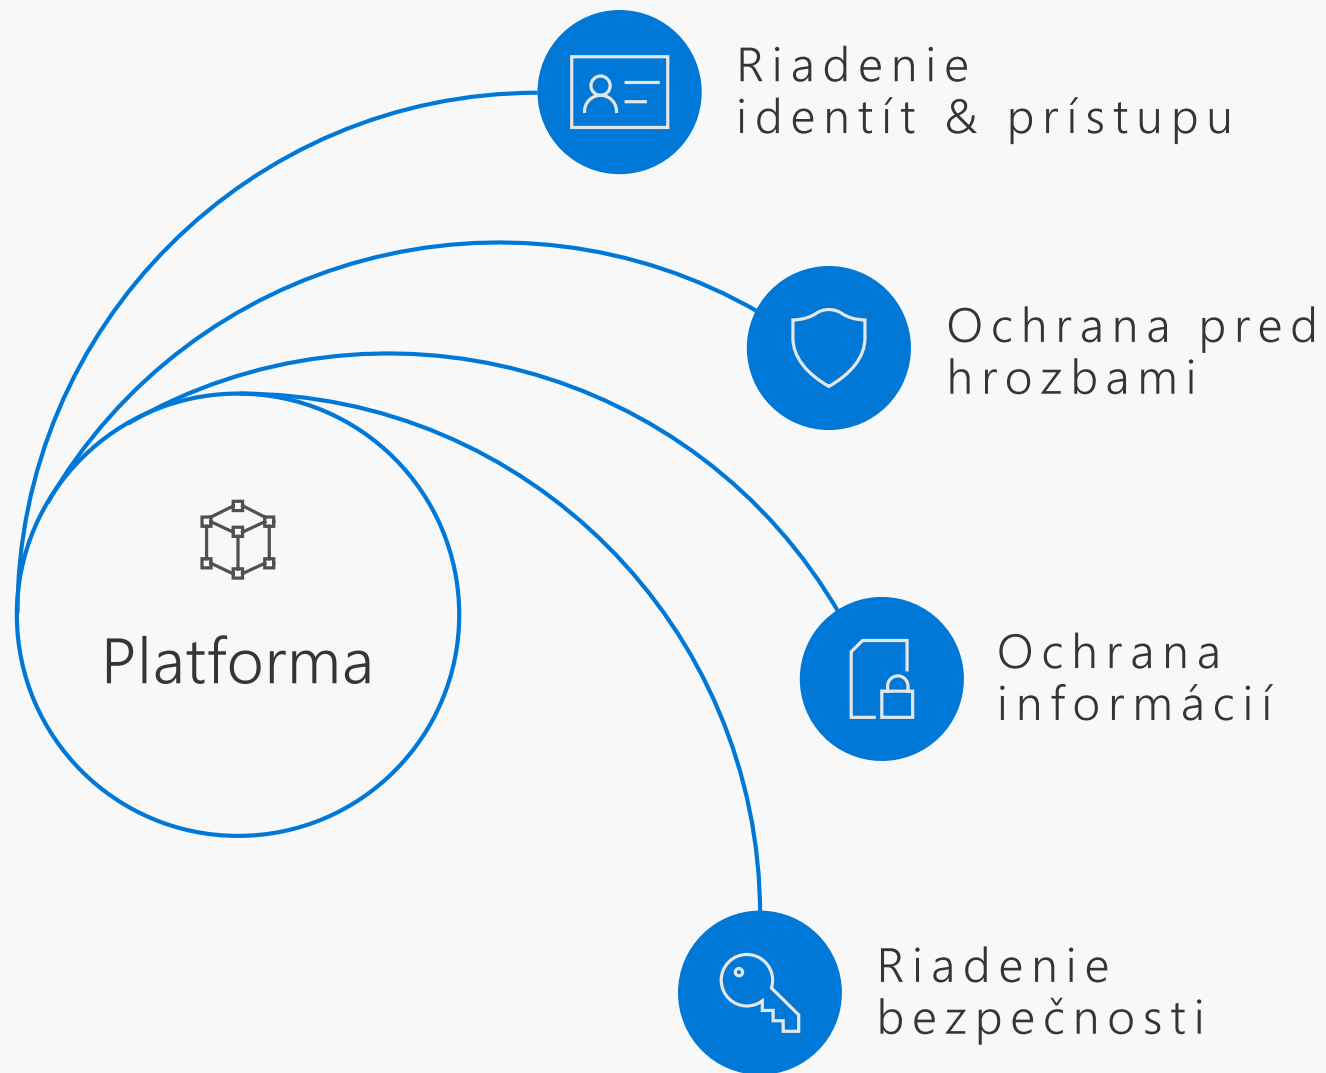 Riadenie
identít & prístupu
Ochrana pred
hrozbami
Platforma
Ochrana
informácií
Riadenie
bezpečnosti